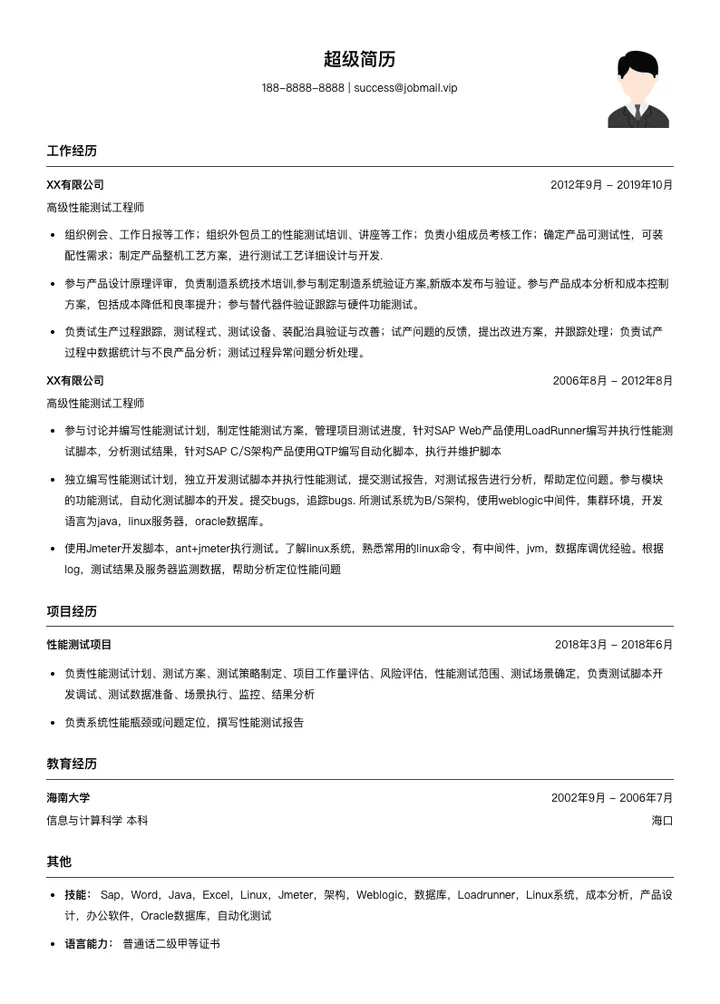 超级简历
188-8888-8888 | success@jobmail.vip
工作经历
XX有限公司 2012年9月 – 2019年10月
高级性能测试工程师
• 组织例会、工作日报等工作；组织外包员工的性能测试培训、讲座等工作；负责小组成员考核工作；确定产品可测试性，可装
配性需求；制定产品整机工艺方案，进行测试工艺详细设计与开发.
• 参与产品设计原理评审，负责制造系统技术培训,参与制定制造系统验证方案,新版本发布与验证。参与产品成本分析和成本控制
方案，包括成本降低和良率提升；参与替代器件验证跟踪与硬件功能测试。
• 负责试生产过程跟踪，测试程式、测试设备、装配治具验证与改善；试产问题的反馈，提出改进方案，并跟踪处理；负责试产
过程中数据统计与不良产品分析；测试过程异常问题分析处理。
XX有限公司 2006年8月 – 2012年8月
高级性能测试工程师
• 参与讨论并编写性能测试计划，制定性能测试方案，管理项目测试进度，针对SAP Web产品使用LoadRunner编写并执行性能测
试脚本，分析测试结果，针对SAP C/S架构产品使用QTP编写自动化脚本，执行并维护脚本
• 独立编写性能测试计划，独立开发测试脚本并执行性能测试，提交测试报告，对测试报告进行分析，帮助定位问题。参与模块
的功能测试，自动化测试脚本的开发。提交bugs，追踪bugs. 所测试系统为B/S架构，使用weblogic中间件，集群环境，开发
语言为java，linux服务器，oracle数据库。
• 使用Jmeter开发脚本，ant+jmeter执行测试。了解linux系统，熟悉常用的linux命令，有中间件，jvm，数据库调优经验。根据
log，测试结果及服务器监测数据，帮助分析定位性能问题
项目经历
性能测试项目 2018年3月 – 2018年6月
• 负责性能测试计划、测试方案、测试策略制定、项目工作量评估、风险评估，性能测试范围、测试场景确定，负责测试脚本开
发调试、测试数据准备、场景执行、监控、结果分析
• 负责系统性能瓶颈或问题定位，撰写性能测试报告
教育经历
海南大学 2002年9月 – 2006年7月
信息与计算科学 本科 海口
其他
• 技能： Sap，Word，Java，Excel，Linux，Jmeter，架构，Weblogic，数据库，Loadrunner，Linux系统，成本分析，产品设
计，办公软件，Oracle数据库，自动化测试
• 语言能力： 普通话二级甲等证书